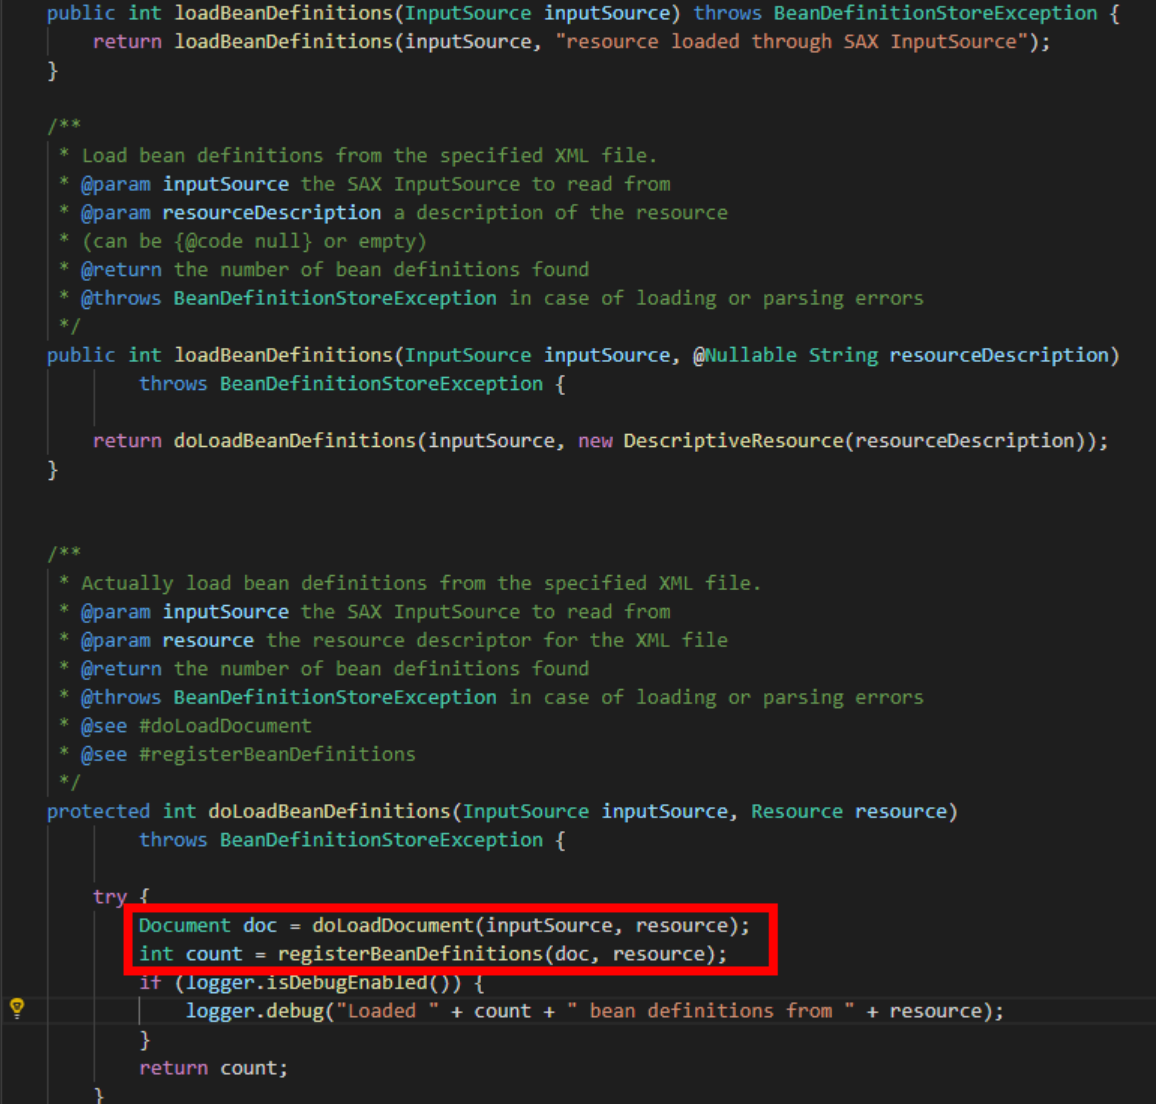 public int loadBeanDefinitions(InputSource inputSource) throws BeanDefinitionStoreException {
return loadBeanDefinitions(inputSource, "resource loaded through SAX InputSource");
}
/**
* Load bean definitions from the specified XML file.
* @param inputSource the SAX InputSource to read from
* @param resourceDescription a description of the resource
* (can be {@code null} or empty)
* @return the number of bean definitions found
* @throws BeanDefinitionStoreException in case of loading or parsing errors
*/
public int loadBeanDefinitions(InputSource inputSource, @Nullable String resourceDescription)
throws BeanDefinitionStoreException {
return doLoadBeanDefinitions(inputSource, new DescriptiveResource(resourceDescription));
}
/**
* Actually load bean definitions from the specified XML file.
* @param inputSource the SAX InputSource to read from
* @param resource the resource descriptor for the XML file
* @return the number of bean definitions found
* @throws BeanDefinitionStoreException in case of loading or parsing errors
* @see #doLoadDocument
* @see #registerBeanDefinitions
*/
protected int doLoadBeanDefinitions(InputSource inputSource, Resource resource)
throws BeanDefinitionStoreException {
try {
Document doc = doLoadDocument(inputSource, resource);
int count = registerBeanDefinitions(doc, resource);
if (logger.isDebugEnabled()) {
logger.debug("Loaded " + count + " bean definitions from " + resource);
}
return count;
}